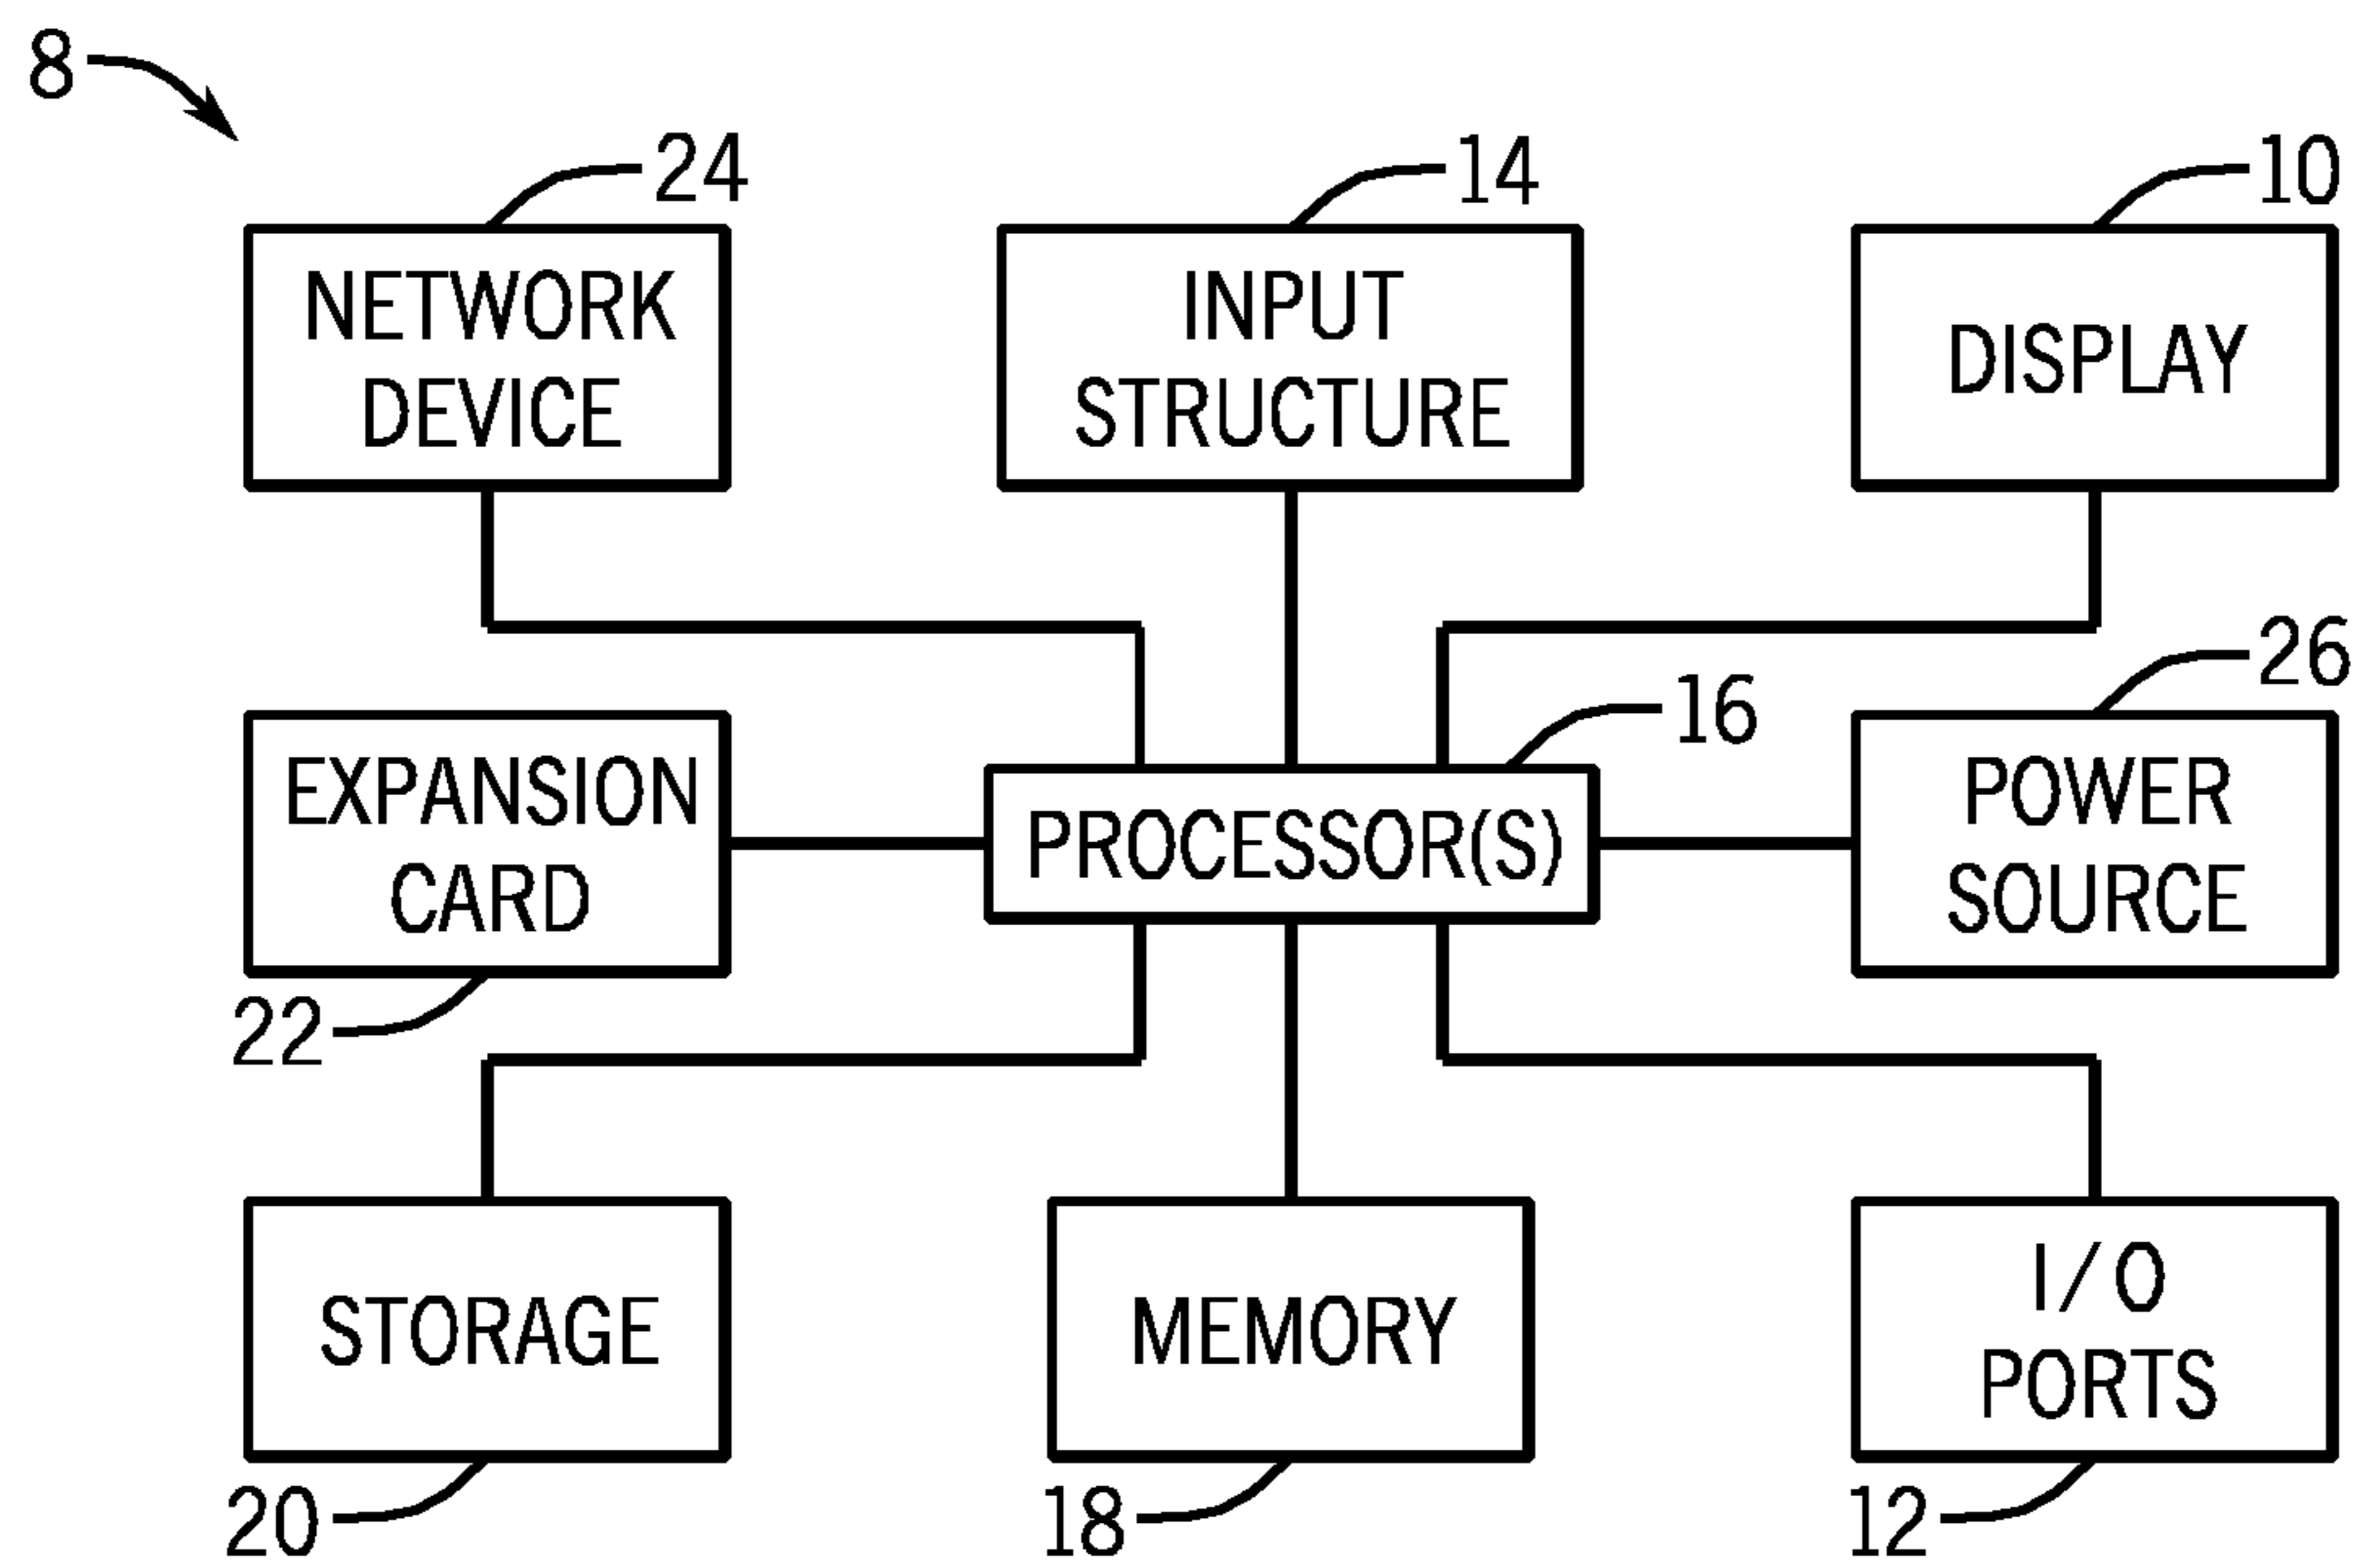 8
24
14
10
NETWORK
DEVICE
INPUT
STRUCTURE
DISPLAY
26
16
EXPANSION
CARD
PROCESSOR(S)
POWER
SOURCE
22
STORAGE
MEMORY
I/O
PORTS
20
18
12